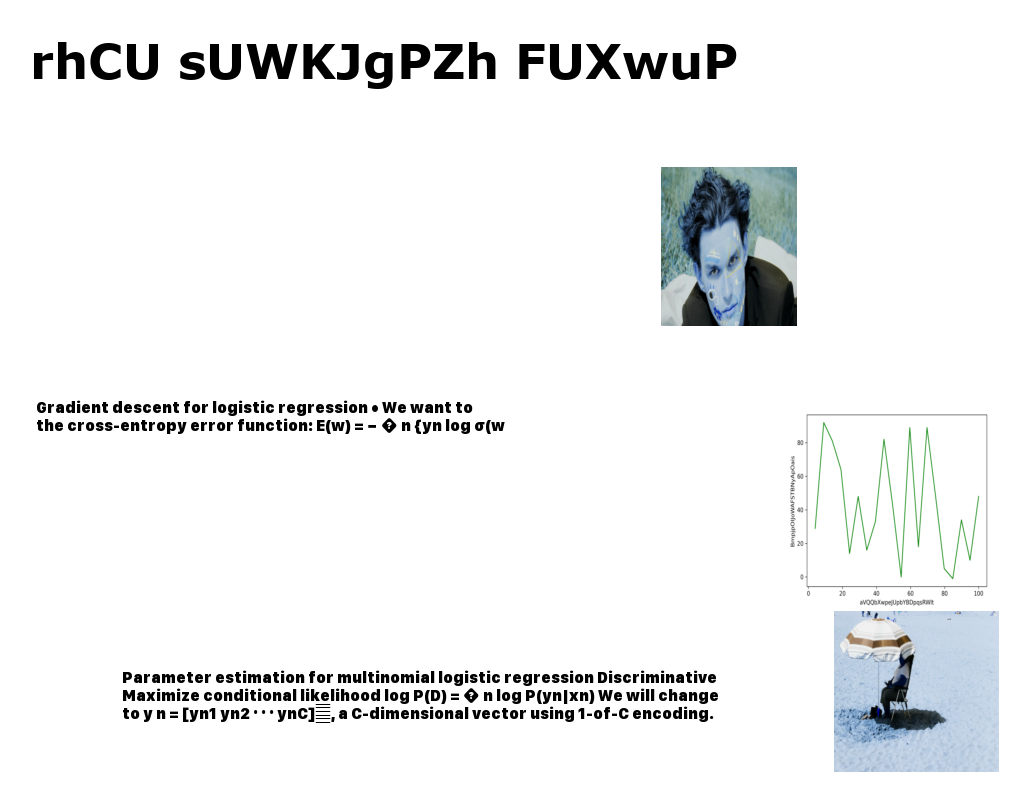 rhCU sUWKJgPZh FUXwuP
Gradient descent for logistic regression • We want to
the cross-entropy error function: E(w) = − � n {yn log σ(w
80
60
40
20
0
0 20 40 60 80 100
Parameter estimation for multinomial logistic regression Discriminative
Maximize conditional likelihood log P(D) = � n log P(yn|xn) We will change
to y n = [yn1 yn2 · · · ynC] , a C-dimensional vector using 1-of-C encoding.